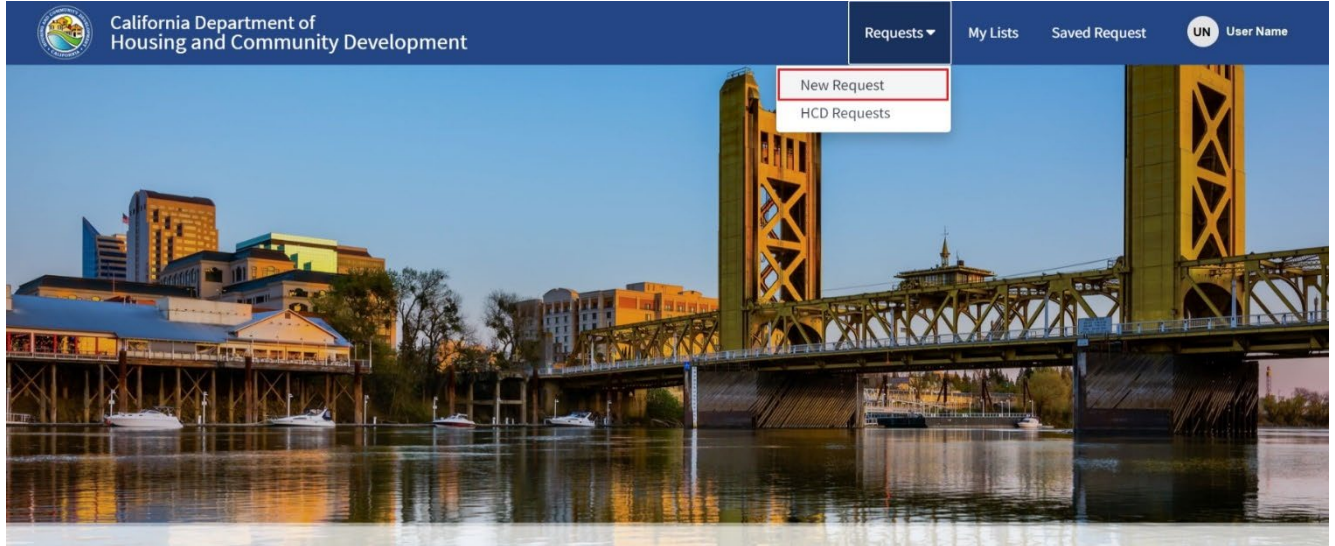 California Department of
Housing and Community Development
Requests
My Lists
Saved Request
UN
User Name
New Request
HCD Requests